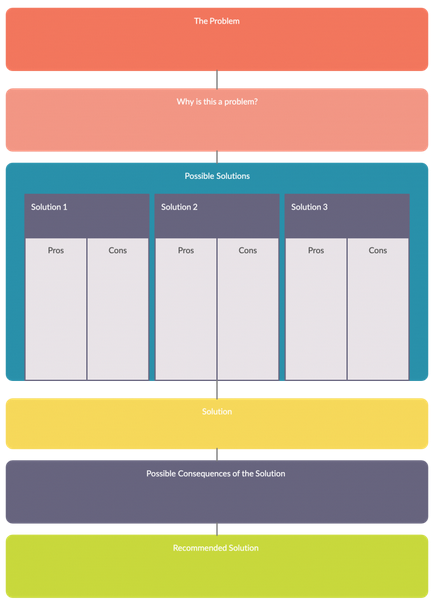 The Problem
Why is this a problem?
Possible Solutions
Solution 1
Solution 2
Solution 3
Pros
Cons
Pros
Cons
Pros
Cons
Solution
Possible Consequences of the Solution
Recommended Solution